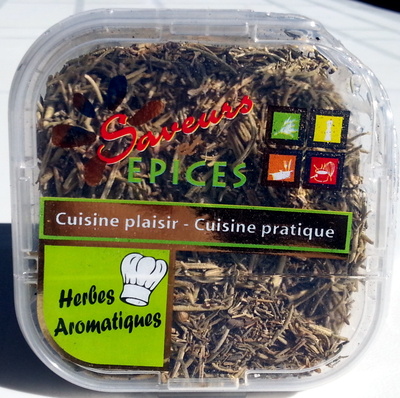 Saveurs
EPICES
Cuisine plaisir - Cuisine pratique
Herbes
Aromatiques